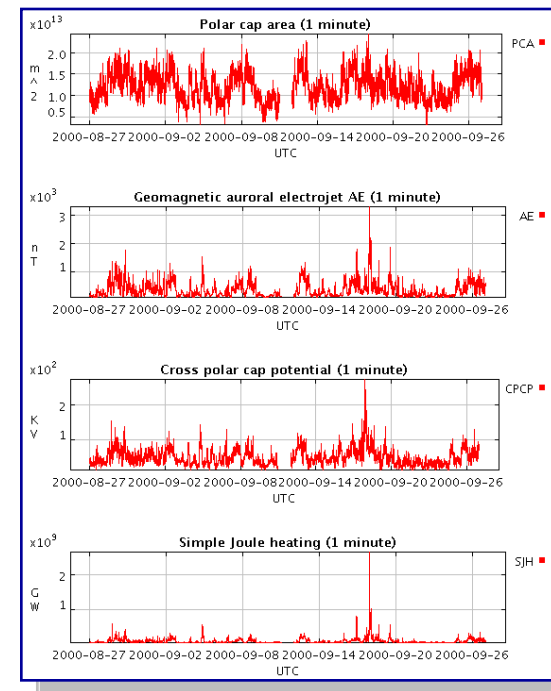 Polar cap area (1 minute)
x10^13
PCA
m ^ 2
2.0
1.5
1.0
0.5
2000-08-27 2000-09-02 2000-09-08 2000-09-14 2000-09-20 2000-09-26
UTC
Geomagnetic auroral electrojet AE (1 minute)
x10^3
AE
n T
3
2
1
2000-08-27 2000-09-02 2000-09-08 2000-09-14 2000-09-20 2000-09-26
UTC
Cross polar cap potential (1 minute)
x10^2
CPCP
K V
2
1
2000-08-27 2000-09-02 2000-09-08 2000-09-14 2000-09-20 2000-09-26
UTC
Simple Joule heating (1 minute)
x10^9
SJH
G W
2
1
2000-08-27 2000-09-02 2000-09-08 2000-09-14 2000-09-20 2000-09-26
UTC